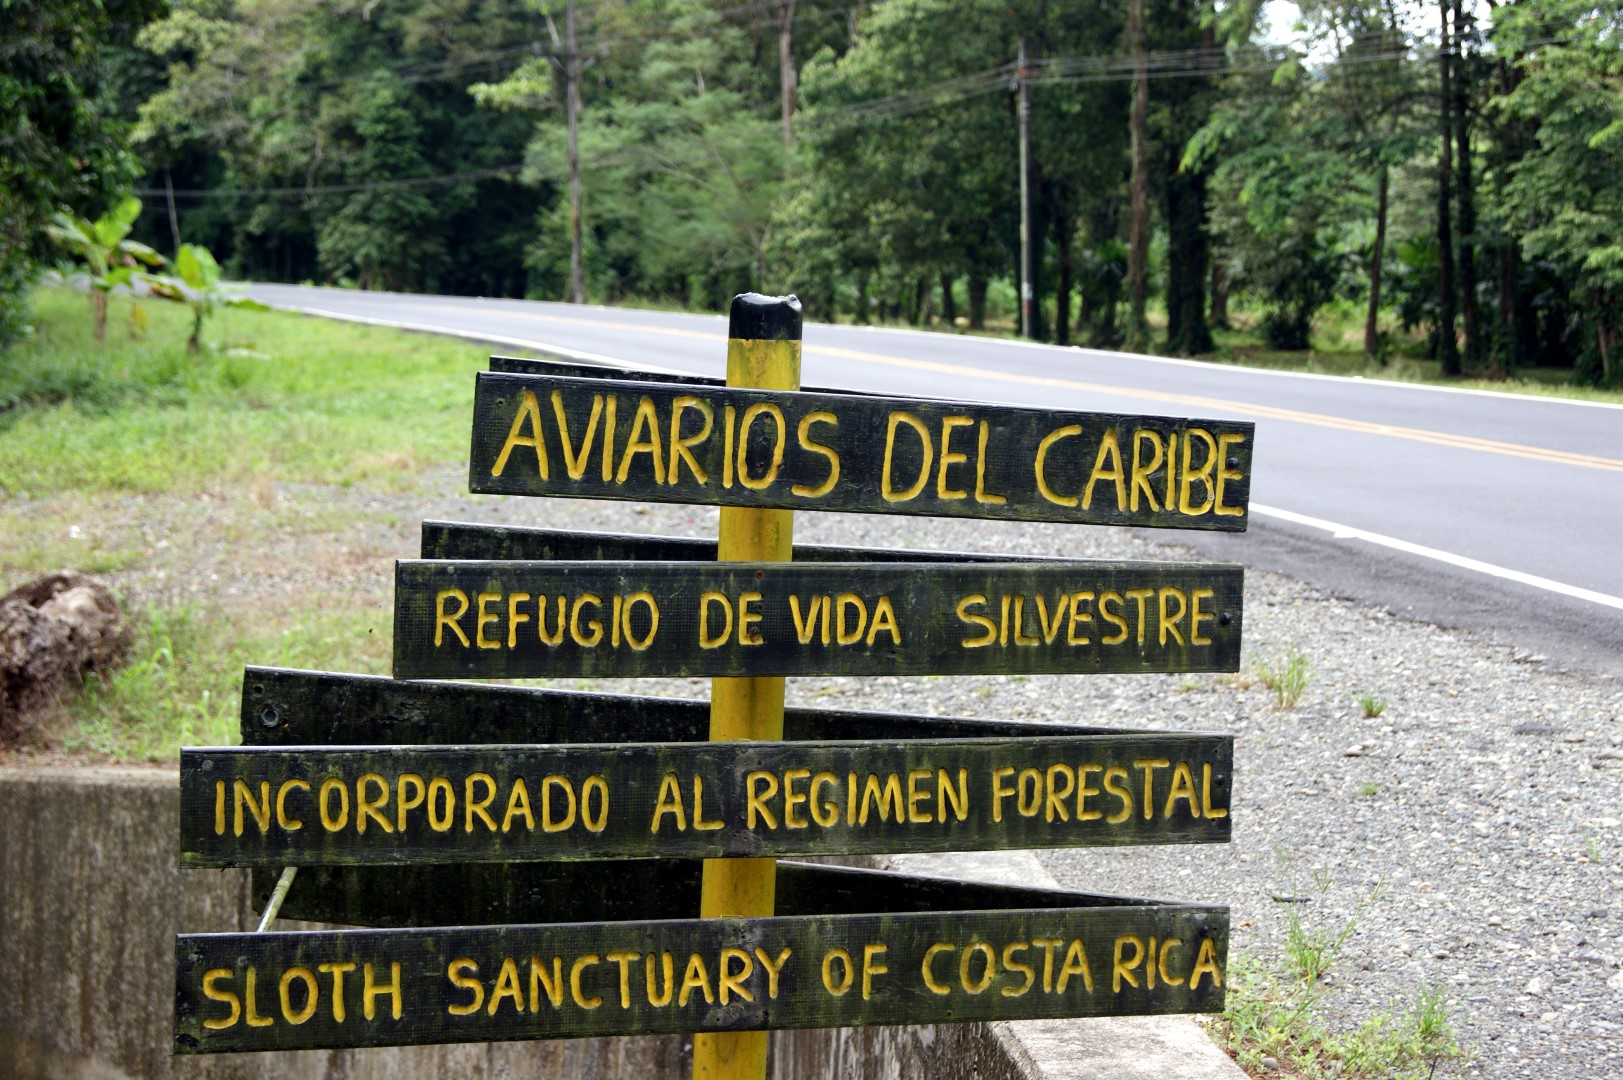 AVIARIOS DEL CARIBE
REFUGIO DE VIDA SILVESTRE
INCORPORADO AL REGIMEN FORESTAL
SLOTH SANCTUARY OF COSTA RICA